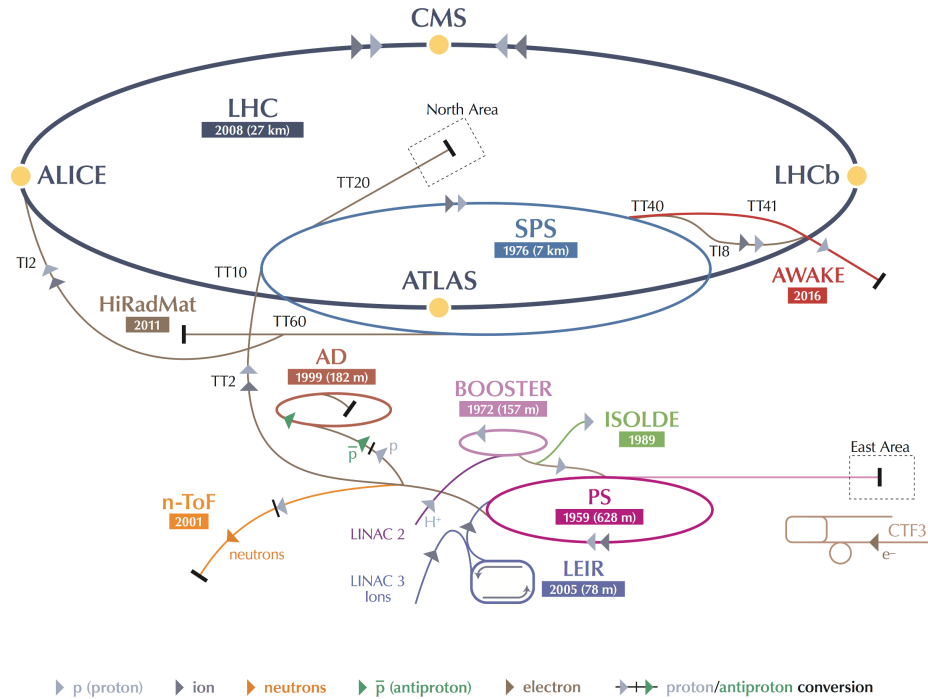 CMS
LHC
2008 (27 km)
North Area
ALICE
TT20
LHCb
TT40
TT41
SPS
1976 (7 km)
TI8
TI2
TT10
ATLAS
AWAKE
2016
HiRadMat
2011
TT60
AD
1999 (182 m)
TT2
BOOSTER
1972 (157 m)
ISOLDE
1989
p̅
p
East Area
n-ToF
2001
PS
1959 (628 m)
H⁺
LINAC 2
CTF3
neutrons
e⁻
LEIR
2005 (78 m)
LINAC 3
Ions
p (proton) ion neutrons p̅ (antiproton) electron proton/antiproton conversion